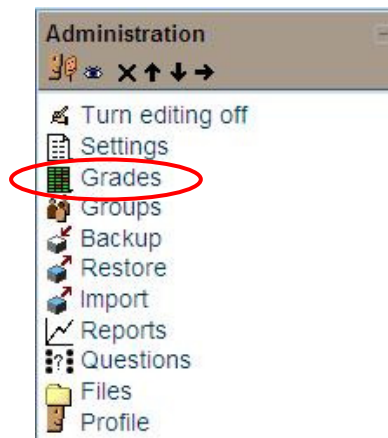 Administration
Turn editing off
Settings
Grades
Groups
Backup
Restore
Import
Reports
Questions
Files
Profile